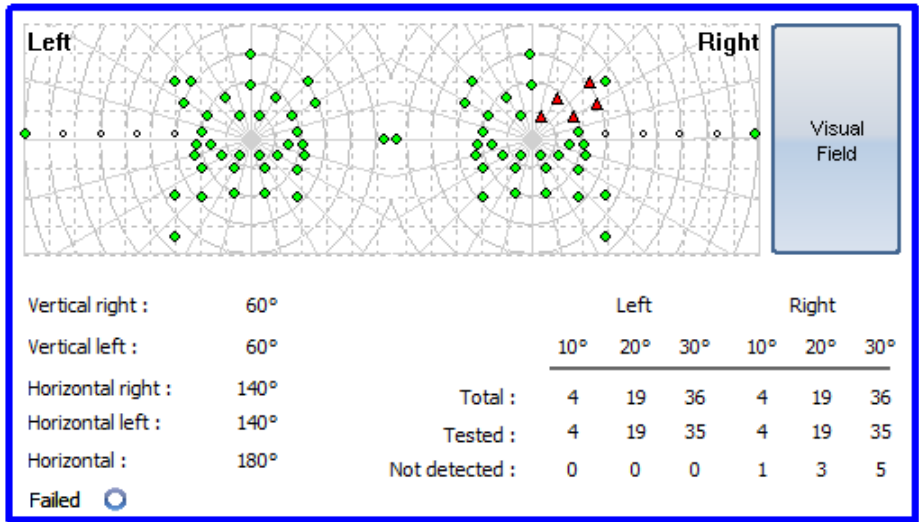 Left Right
Visual
Field
Vertical right : 60°
Vertical left : 60°
Horizontal right : 140°
Horizontal left : 140°
Horizontal : 180°
Failed
Left Right
10° 20° 30° 10° 20° 30°
Total : 4 19 36 4 19 36
Tested : 4 19 35 4 19 35
Not detected : 0 0 0 1 3 5